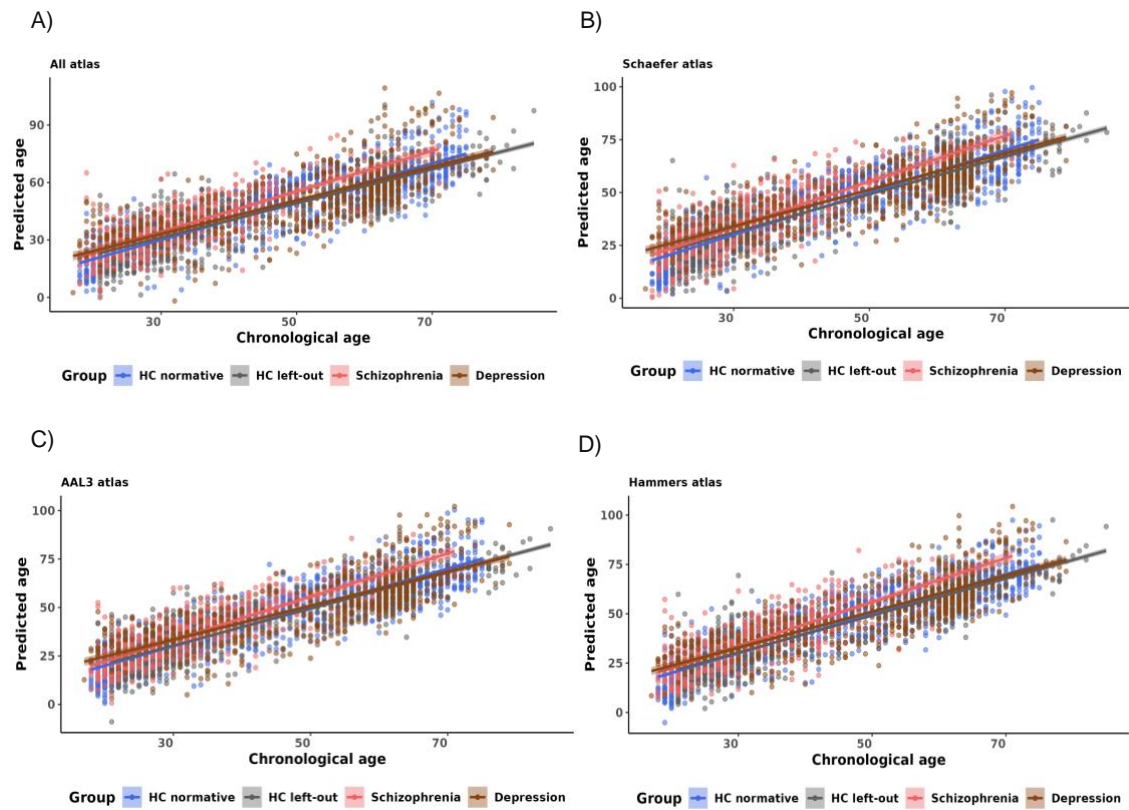 A)
All atlas
Predicted age
90
60
30
0
30
50
70
Chronological age
Group HC normative HC left-out Schizophrenia Depression
B)
Schaefer atlas
Predicted age
100
75
50
25
0
30
50
70
Chronological age
Group HC normative HC left-out Schizophrenia Depression
C)
AAL3 atlas
Predicted age
100
75
50
25
0
30
50
70
Chronological age
Group HC normative HC left-out Schizophrenia Depression
D)
Hammers atlas
Predicted age
100
75
50
25
0
30
50
70
Chronological age
Group HC normative HC left-out Schizophrenia Depression